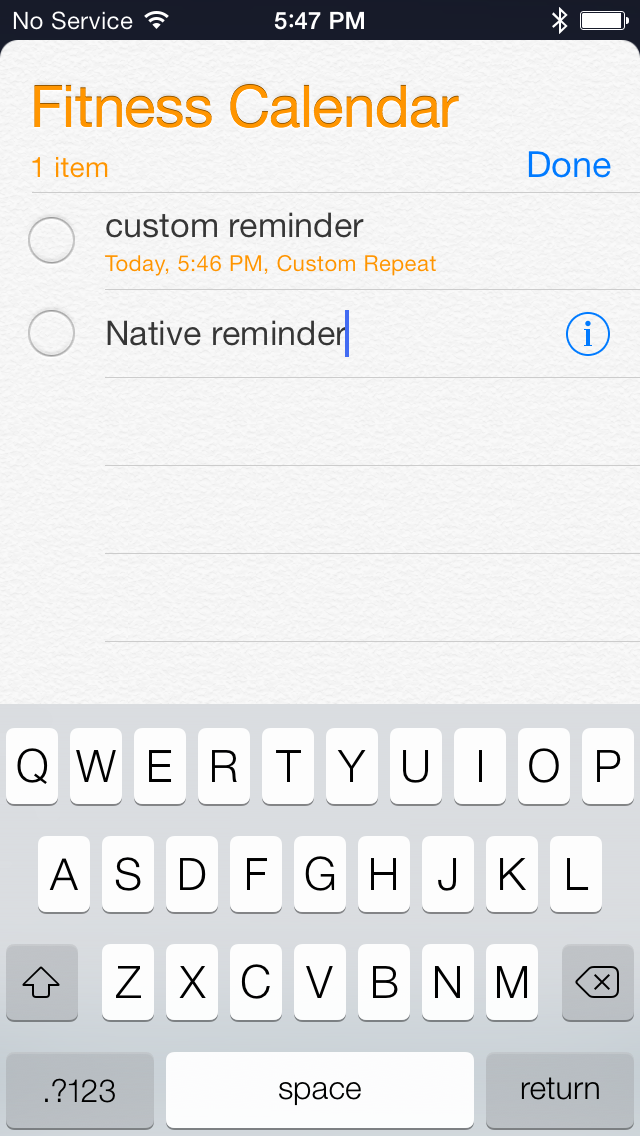 No Service 5:47 PM
Fitness Calendar
1 item Done
custom reminder
Today, 5:46 PM, Custom Repeat
Native reminder i
Q W E R T Y U I O P
A S D F G H J K L
Z X C V B N M
.?123 space return